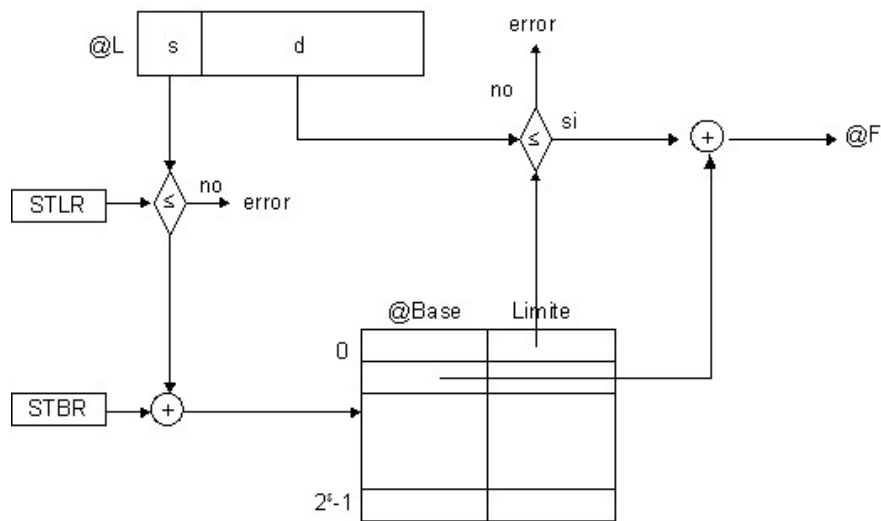 error
@L
s
d
no
si
≤
+
@F
STLR
≤
no
error
@Base
Limite
0
STBR
+
2ˢ-1